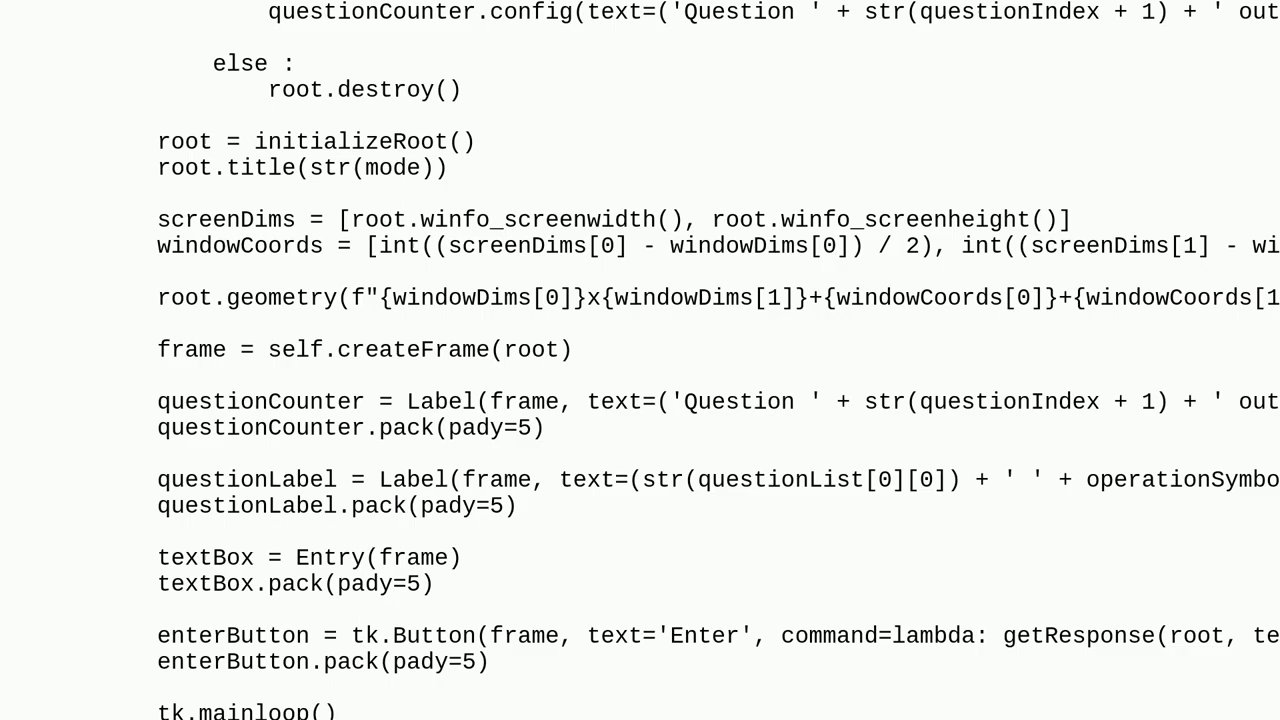 questionCounter.config(text=('Question ' + str(questionIndex + 1) + ' out
else :
root.destroy()
root = initializeRoot()
root.title(str(mode))
screenDims = [root.winfo_screenwidth(), root.winfo_screenheight()]
windowCoords = [int((screenDims[0] - windowDims[0]) / 2), int((screenDims[1] - wi
root.geometry(f"{windowDims[0]}x{windowDims[1]}+{windowCoords[0]}+{windowCoords[1
frame = self.createFrame(root)
questionCounter = Label(frame, text=('Question ' + str(questionIndex + 1) + ' out
questionCounter.pack(pady=5)
questionLabel = Label(frame, text=(str(questionList[0][0]) + ' ' + operationSymbo
questionLabel.pack(pady=5)
textBox = Entry(frame)
textBox.pack(pady=5)
enterButton = tk.Button(frame, text='Enter', command=lambda: getResponse(root, te
enterButton.pack(pady=5)
tk.mainloop()